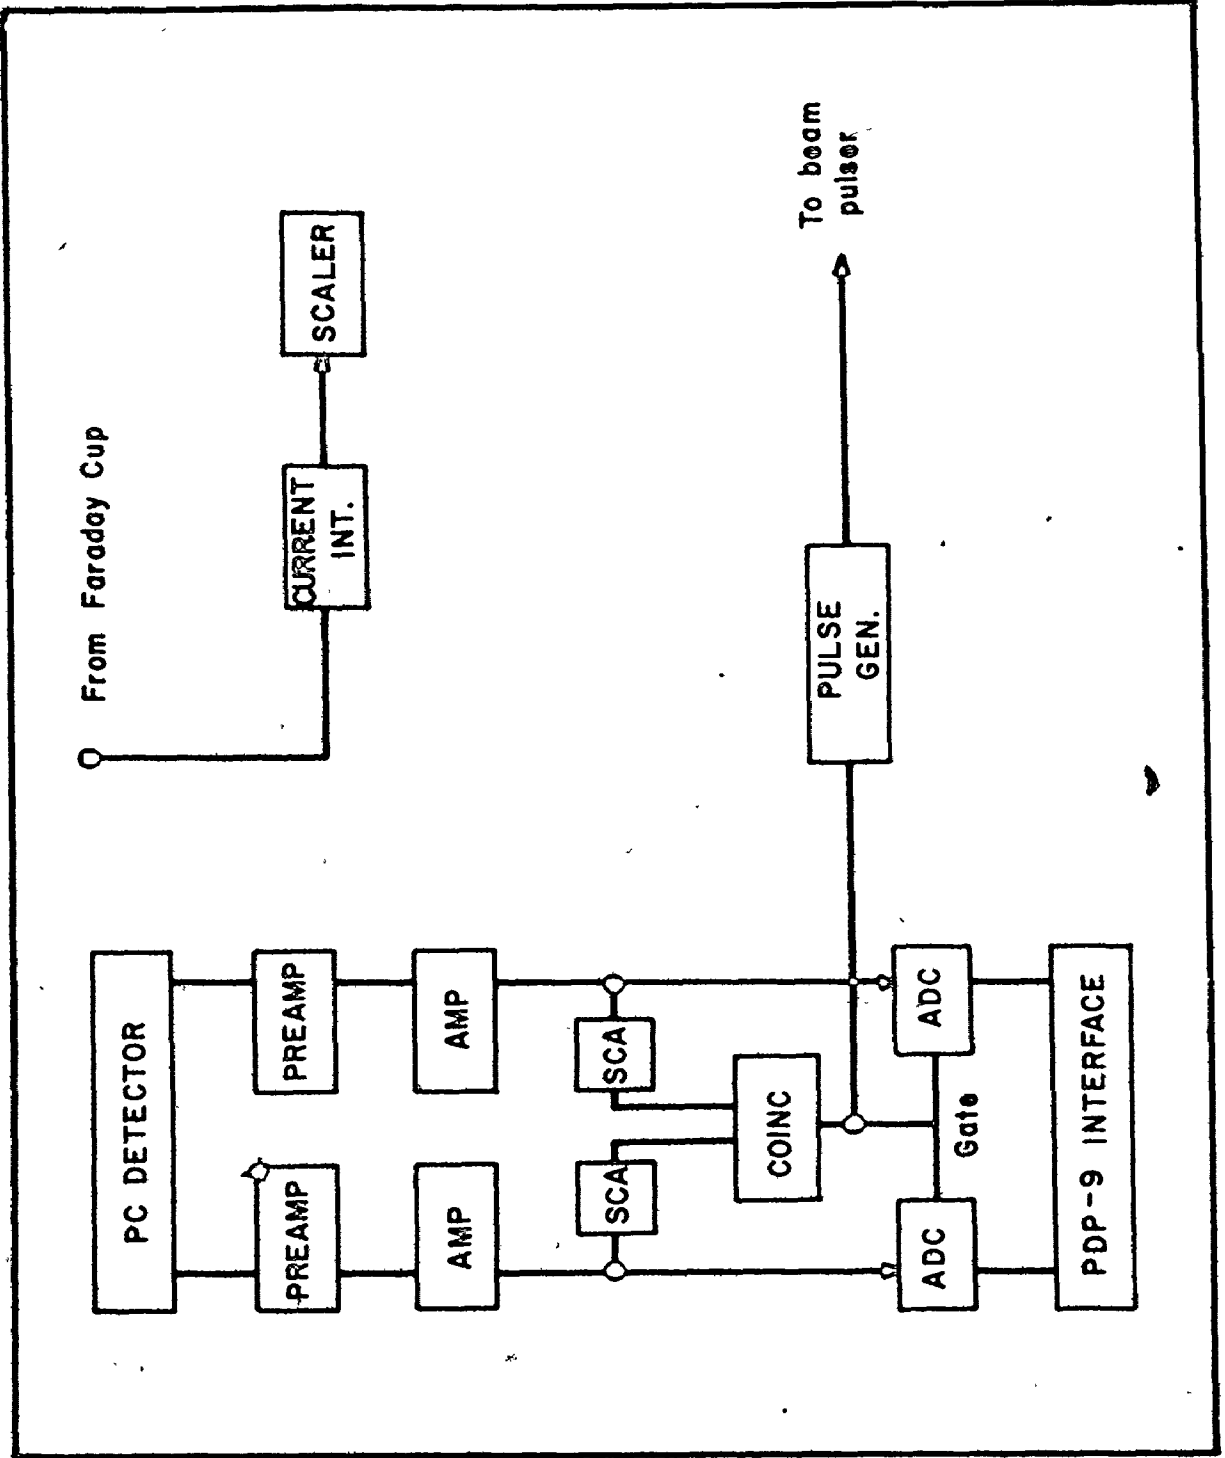 From Faraday Cup
CURRENT
INT.
SCALER
To beam
pulser
PULSE
GEN.
PC DETECTOR
PREAMP
PREAMP
AMP
AMP
SCA
SCA
COINC
Gate
ADC
ADC
PDP-9 INTERFACE